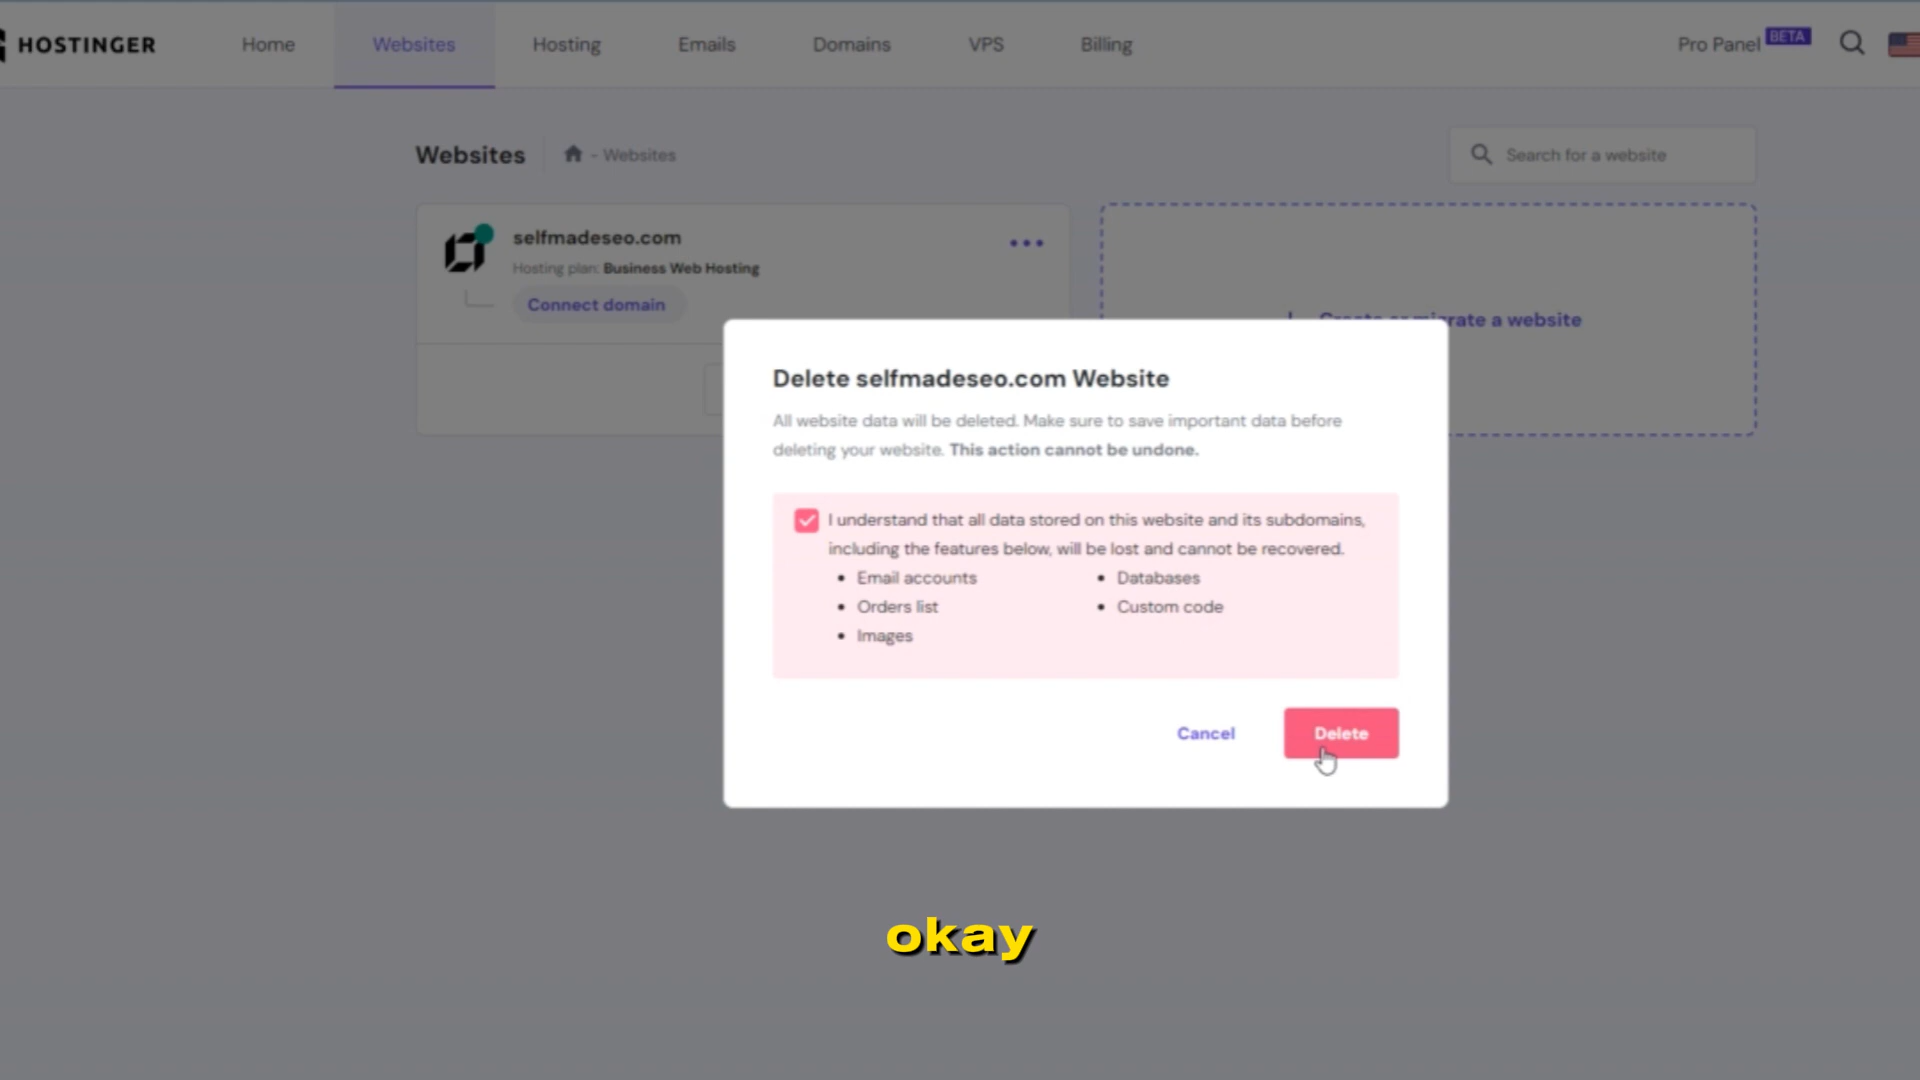 HOSTINGER
Home
Websites
Hosting
Emails
Domains
VPS
Billing
Pro Panel
BETA
Websites
- Websites
Search for a website
selfmadeseo.com
Hosting plan: Business Web Hosting
Connect domain
Create or migrate a website
Delete selfmadeseo.com Website
All website data will be deleted. Make sure to save important data before
deleting your website. This action cannot be undone.
I understand that all data stored on this website and its subdomains,
including the features below, will be lost and cannot be recovered.
• Email accounts
• Databases
• Orders list
• Custom code
• Images
Cancel
Delete
okay